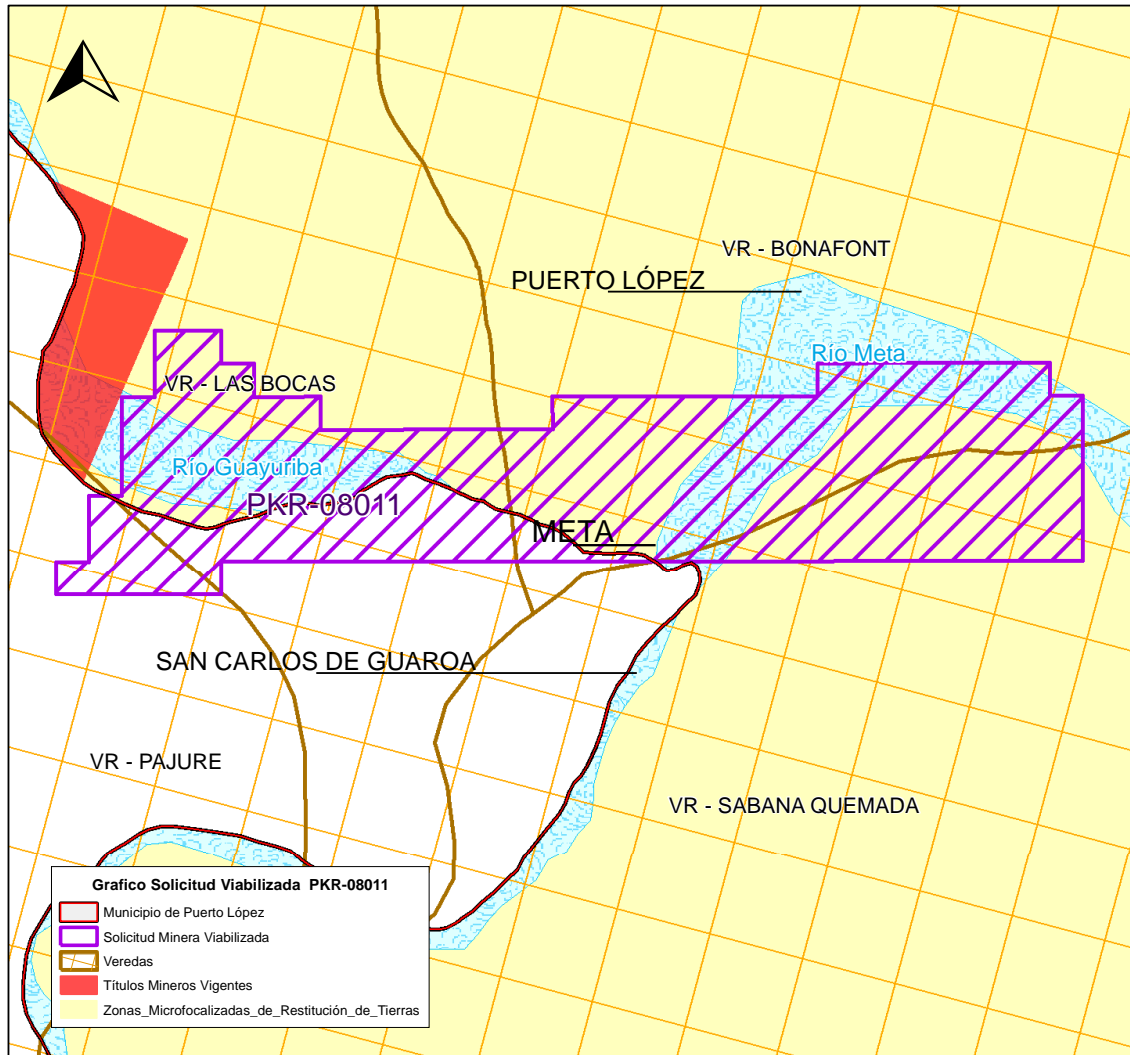 VR - BONAFONT
PUERTO LÓPEZ
Río Meta
VR - LAS BOCAS
Río Guayuriba
PKR-08011
META
SAN CARLOS DE GUAROA
VR - PAJURE
VR - SABANA QUEMADA
Grafico Solicitud Viabilizada PKR-08011
Municipio de Puerto López
Solicitud Minera Viabilizada
Veredas
Títulos Mineros Vigentes
Zonas_Microfocalizadas_de_Restitución_de_Tierras